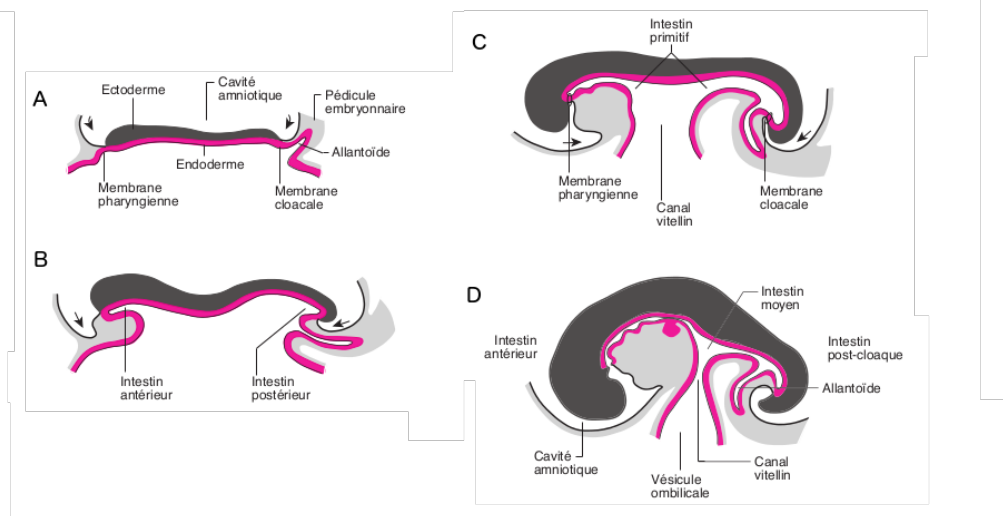 A
Ectoderme
Cavité
amniotique
Pédicule
embryonnaire
Allantoïde
Endoderme
Membrane
pharyngienne
Membrane
cloacale
B
Intestin
antérieur
Intestin
postérieur
C
Intestin
primitif
Membrane
pharyngienne
Canal
vitellin
Membrane
cloacale
D
Intestin
moyen
Intestin
antérieur
Intestin
post-cloaque
Allantoïde
Cavité
amniotique
Vésicule
ombilicale
Canal
vitellin